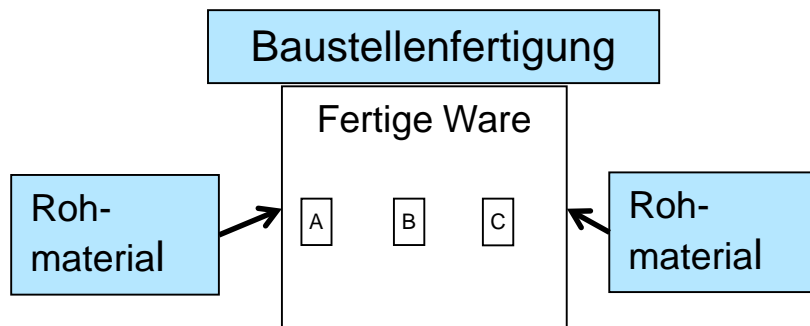 Baustellenfertigung
Fertige Ware
Roh-
material
A
B
C
Roh-
material